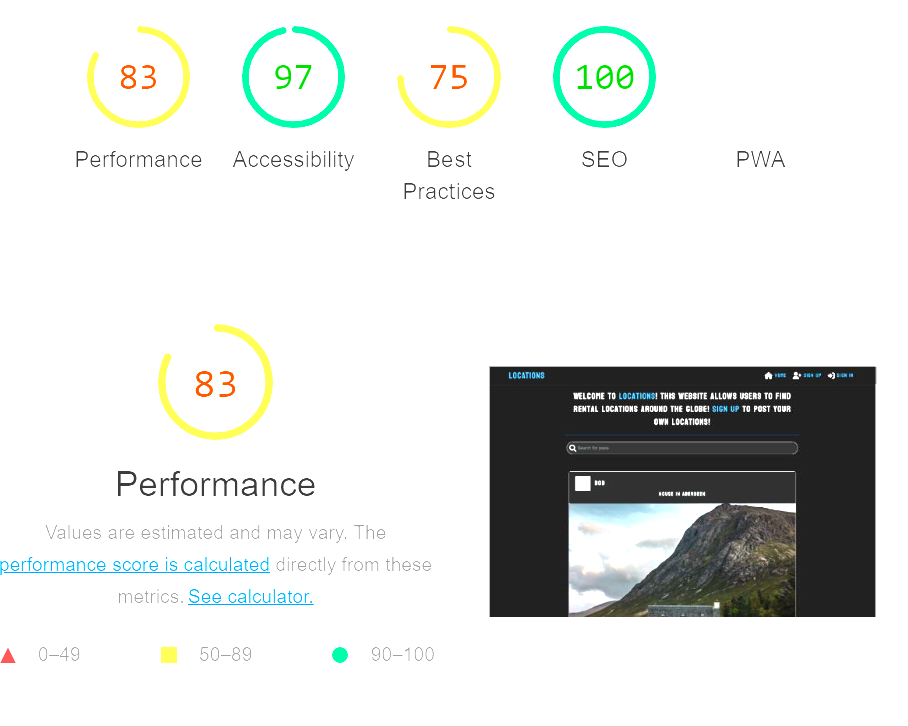 83
97
75
100
Performance
Accessibility
Best
Practices
SEO
PWA
83
Performance
Values are estimated and may vary. The
performance score is calculated directly from these
metrics. See calculator.
0–49
50–89
90–100
LOCATIONS
HOME
SIGN UP
SIGN IN
WELCOME TO LOCATIONS! THIS WEBSITE ALLOWS USERS TO FIND
RENTAL LOCATIONS AROUND THE GLOBE! SIGN UP TO POST YOUR
OWN LOCATIONS!
BOB
HOUSE IN ABERDEEN